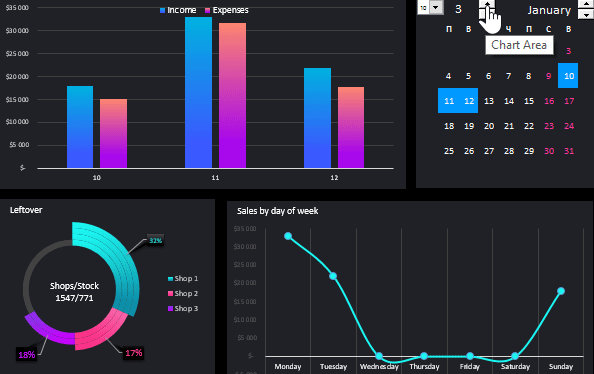 $35 000
$30 000
$25 000
$20 000
$15 000
$10 000
$5 000
$-
Income Expenses
10 11 12
10 3 January
Chart Area
П В Ч П С В
3
4 5 6 7 8 9 10
11 12 13 14 15 16 17
18 19 20 21 22 23 24
25 26 27 28 29 30 31
Leftover
32%
Shops/Stock
1547/771
Shop 1
Shop 2
Shop 3
18%
17%
Sales by day of week
$35 000
$30 000
$25 000
$20 000
$15 000
$10 000
$5 000
$-
Monday Tuesday Wednesday Thursday Friday Saturday Sunday